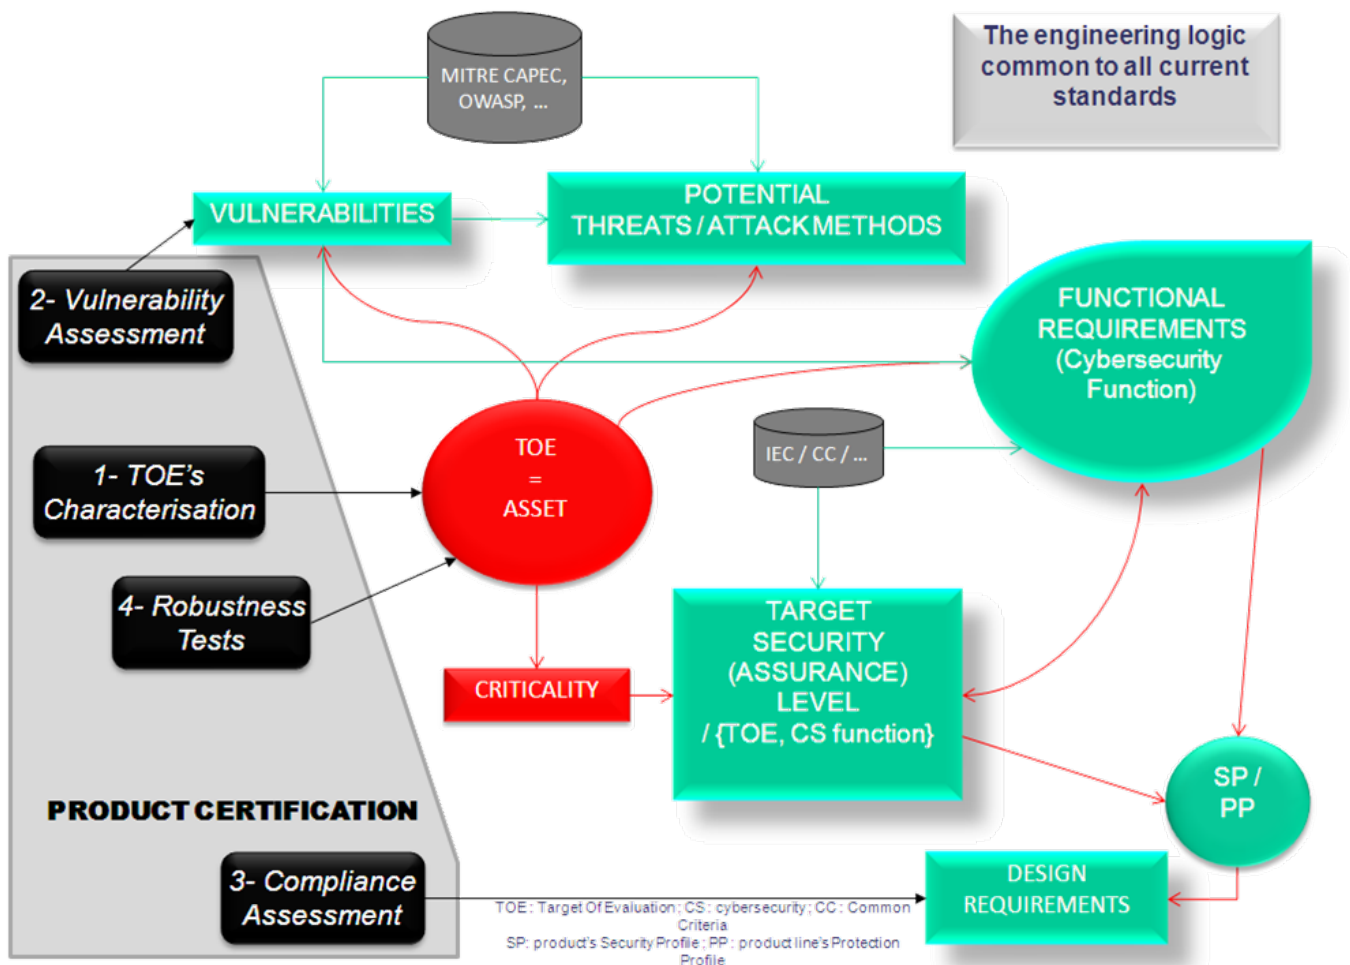 MITRE CAPEC,
OWASP, ...
The engineering logic
common to all current
standards
VULNERABILITIES
POTENTIAL
THREATS / ATTACK METHODS
2- Vulnerability
Assessment
FUNCTIONAL
REQUIREMENTS
(Cybersecurity
Function)
TOE
=
ASSET
IEC / CC / ...
1- TOE's
Characterisation
4- Robustness
Tests
TARGET
SECURITY
(ASSURANCE)
LEVEL
/ {TOE, CS function}
CRITICALITY
SP /
PP
PRODUCT CERTIFICATION
3- Compliance
Assessment
DESIGN
REQUIREMENTS
TOE : Target Of Evaluation ; CS : cybersecurity ; CC : Common
Criteria
SP: product's Security Profile ; PP : product line's Protection
Profile